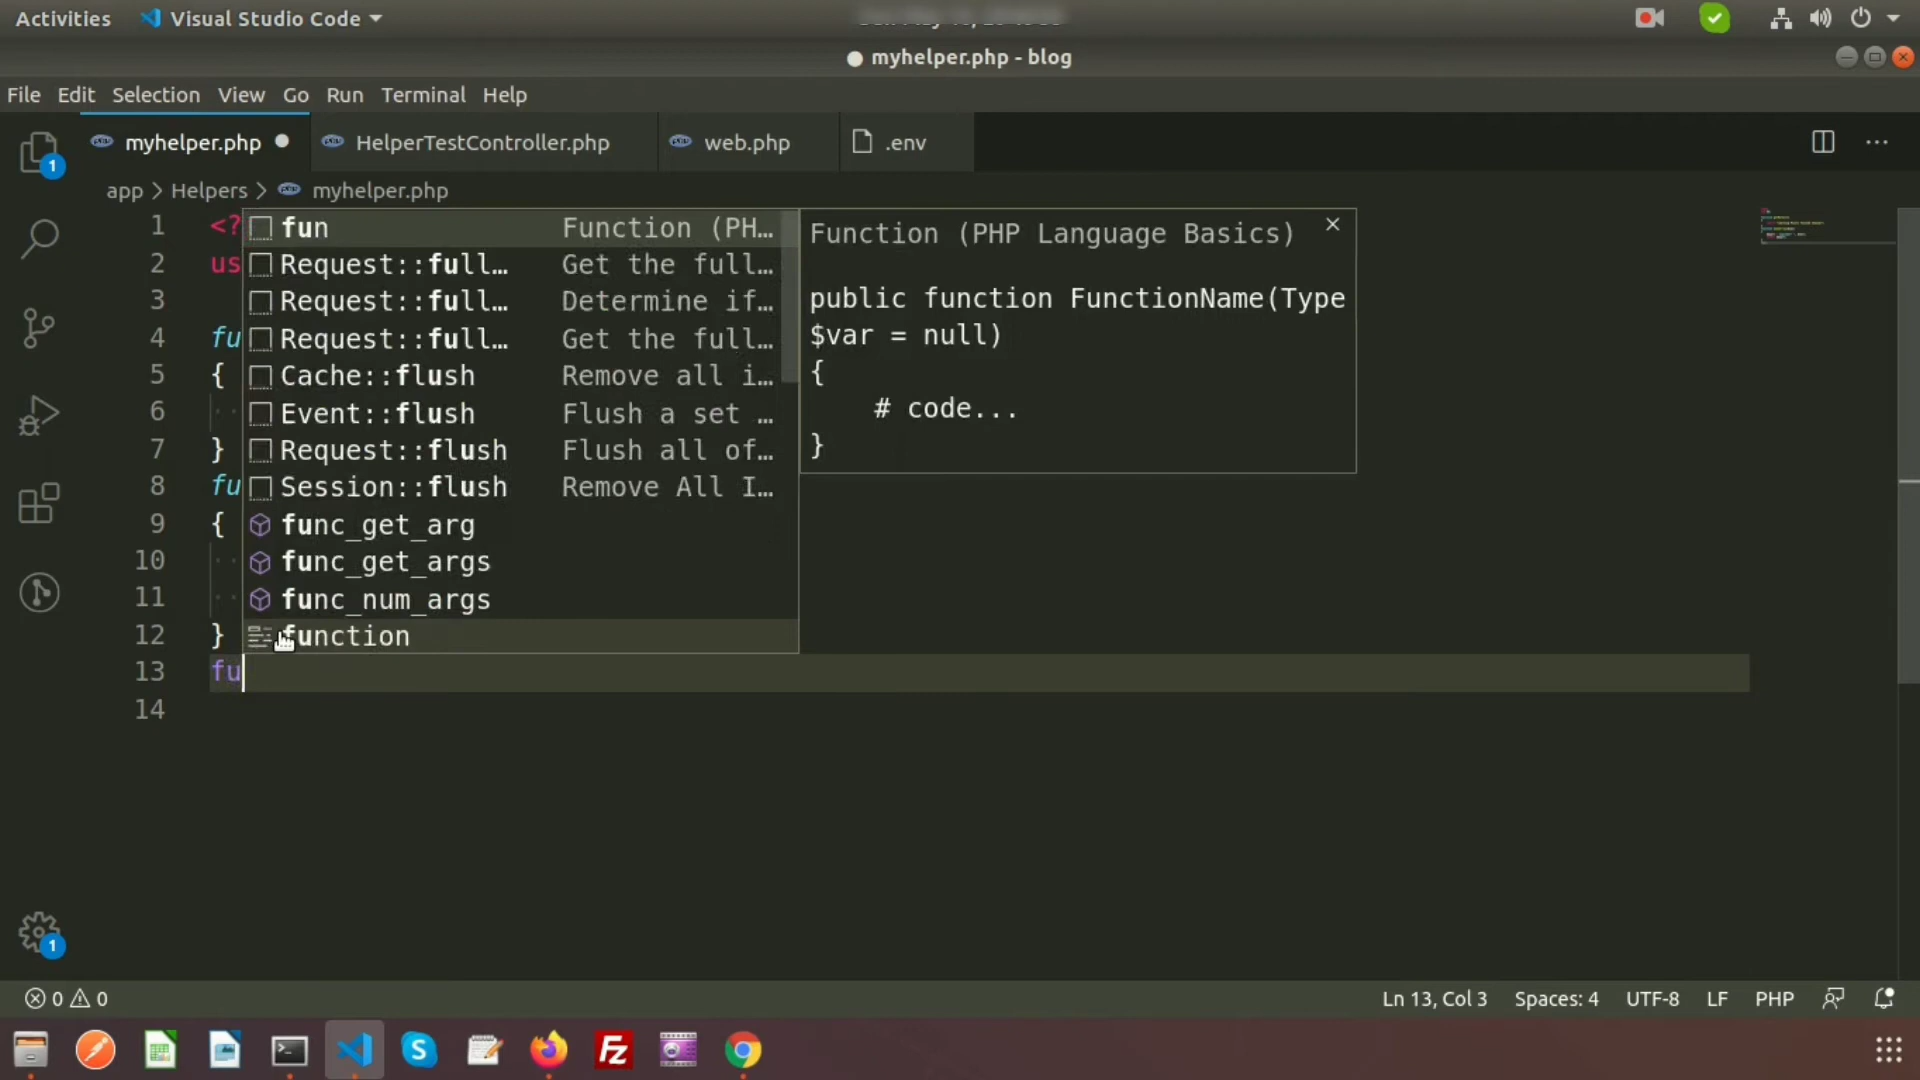 Activities Visual Studio Code
myhelper.php - blog
File Edit Selection View Go Run Terminal Help
myhelper.php HelperTestController.php web.php .env
1
app > Helpers > myhelper.php
1 <?
2 us
3
4 fu
5 {
6
7 }
8 fu
9 {
10
11
12 }
13 fu
14
fun Function (PH…
Request::full… Get the full…
Request::full… Determine if…
Request::full… Get the full…
Cache::flush Remove all i…
Event::flush Flush a set …
Request::flush Flush all of…
Session::flush Remove All I…
func_get_arg
func_get_args
func_num_args
function
Function (PHP Language Basics)
public function FunctionName(Type
$var = null)
{
# code...
}
1
0 0 Ln 13, Col 3 Spaces: 4 UTF-8 LF PHP